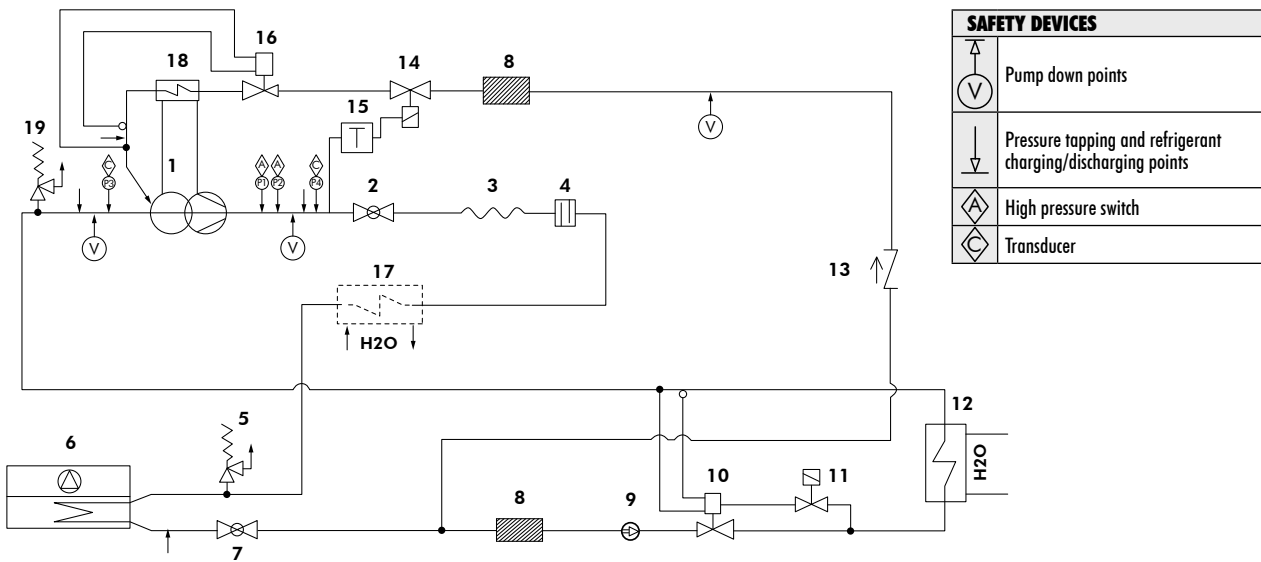 16
18
14
8
15
19
1
C
P3
A
P1
A
P2
C
P4
2
3
4
V
V
V
17
H2O
13
5
6
12
H2O
10
11
8
9
7
SAFETY DEVICES
V
Pump down points
Pressure tapping and refrigerant
charging/discharging points
A
High pressure switch
C
Transducer